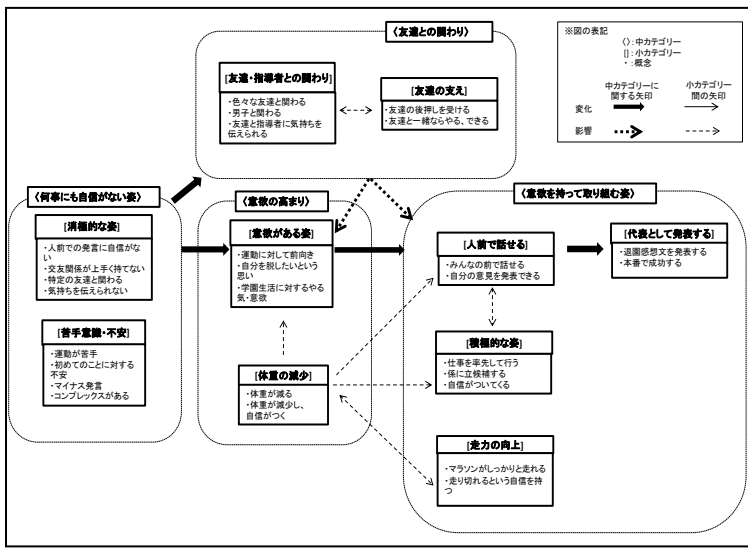 〈友達との関わり〉
[友達・指導者との関わり]
・色々な友達と関わる
・男子と関わる
・友達と指導者に気持ちを
伝えられる
[友達の支え]
・友達の後押しを受ける
・友達と一緒ならやる、できる
※図の表記
〈〉:中カテゴリー
[]:小カテゴリー
・:概念
中カテゴリーに
関する矢印
小カテゴリー
間の矢印
変化
影響
〈何事にも自信がない姿〉
[消極的な姿]
・人前での発言に自信がな
い
・交友関係が上手く持てない
・特定の友達と関わる
・気持ちを伝えられない
[苦手意識・不安]
・運動が苦手
・初めてのことに対する
不安
・マイナス発言
・コンプレックスがある
〈意欲の高まり〉
[意欲がある姿]
・運動に対して前向き
・自分を脱したいという
思い
・学園生活に対するやる
気・意欲
[体重の減少]
・体重が減る
・体重が減少し、
自信がつく
〈意欲を持って取り組む姿〉
[人前で話せる]
・みんなの前で話せる
・自分の意見を発表できる
[代表として発表する]
・退園感想文を発表する
・本番で成功する
[積極的な姿]
・仕事を率先して行う
・係に立候補する
・自信がついてくる
[走力の向上]
・マラソンがしっかりと走れる
・走り切れるという自信を持
つ